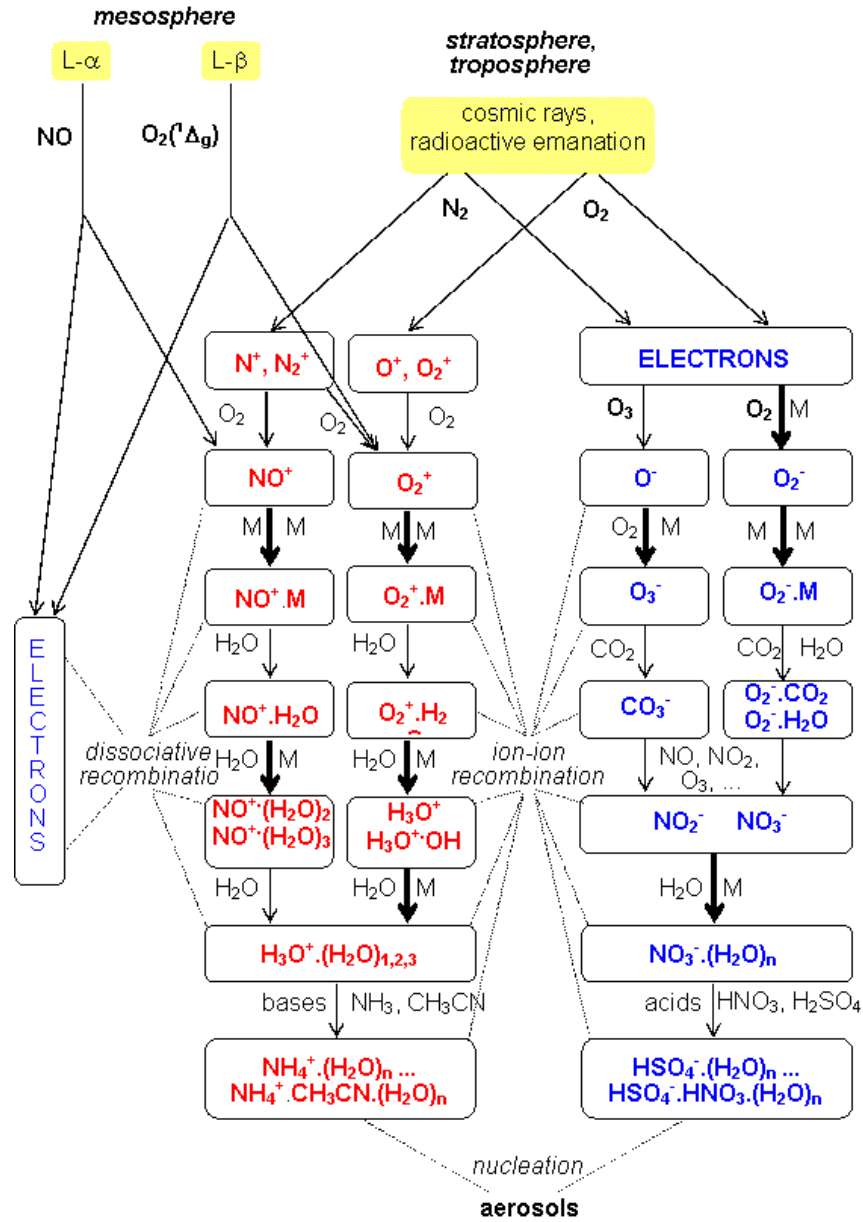 mesosphere
L-α
L-β
stratosphere,
troposphere
cosmic rays,
radioactive emanation
NO
O₂(¹Δg)
N₂
O₂
N⁺, N₂⁺
O⁺, O₂⁺
ELECTRONS
O₂
O₂
O₂
O₃
O₂ M
NO⁺
O₂⁺
O⁻
O₂⁻
M M
M M
O₂ M
M M
NO⁺.M
O₂⁺.M
O₃⁻
O₂⁻.M
H₂O
H₂O
CO₂
CO₂ H₂O
ELECTRONS
NO⁺.H₂O
O₂⁺.H₂
CO₃⁻
O₂⁻.CO₂
O₂⁻.H₂O
dissociative
recombinatio
ion-ion
recombination
H₂O M
H₂O M
NO, NO₂,
O₃, ...
NO⁺·(H₂O)₂
NO⁺·(H₂O)₃
H₃O⁺
H₃O⁺·OH
NO₂⁻ NO₃⁻
H₂O
H₂O M
H₂O M
H₃O⁺.(H₂O)₁,₂,₃
NO₃⁻.(H₂O)n
bases NH₃, CH₃CN
acids HNO₃, H₂SO₄
NH₄⁺.(H₂O)n ...
NH₄⁺.CH₃CN.(H₂O)n
HSO₄⁻.(H₂O)n ...
HSO₄⁻.HNO₃.(H₂O)n
nucleation
aerosols